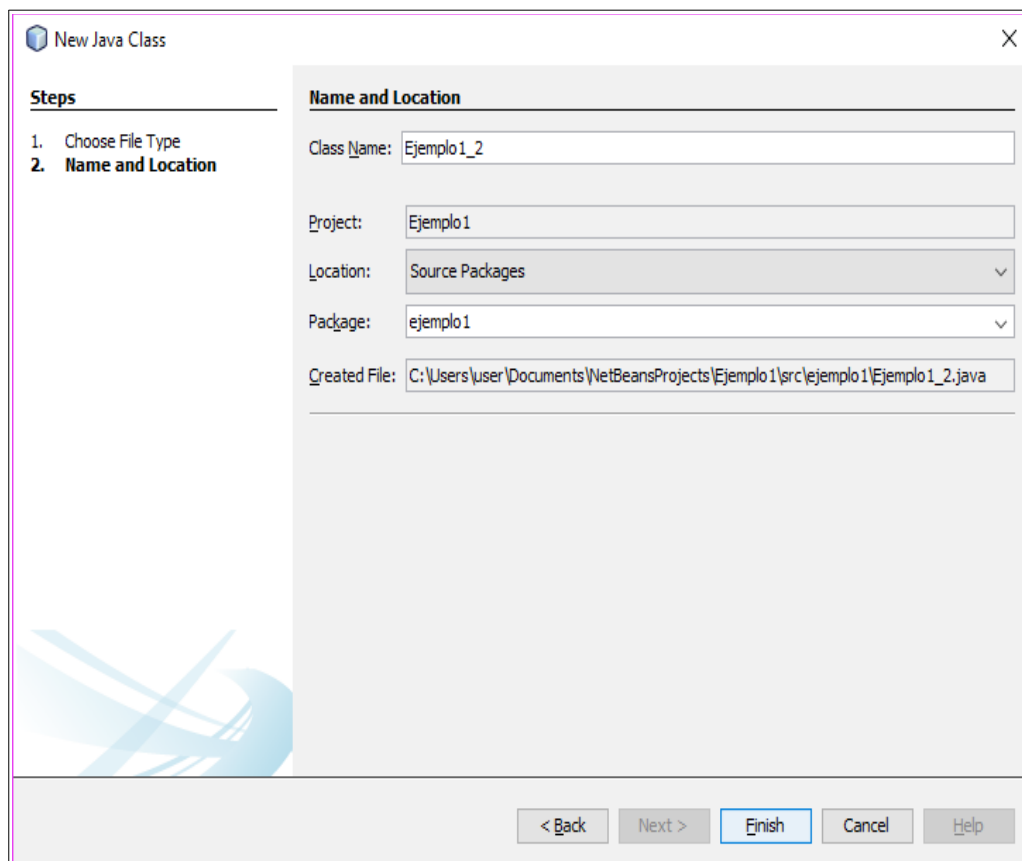 New Java Class
Steps
1. Choose File Type
2. Name and Location
Name and Location
Class Name: Ejemplo1_2
Project: Ejemplo1
Location: Source Packages
Package: ejemplo1
Created File: C:\Users\user\Documents\NetBeansProjects\Ejemplo1\src\ejemplo1\Ejemplo1_2.java
< Back Next > Finish Cancel Help